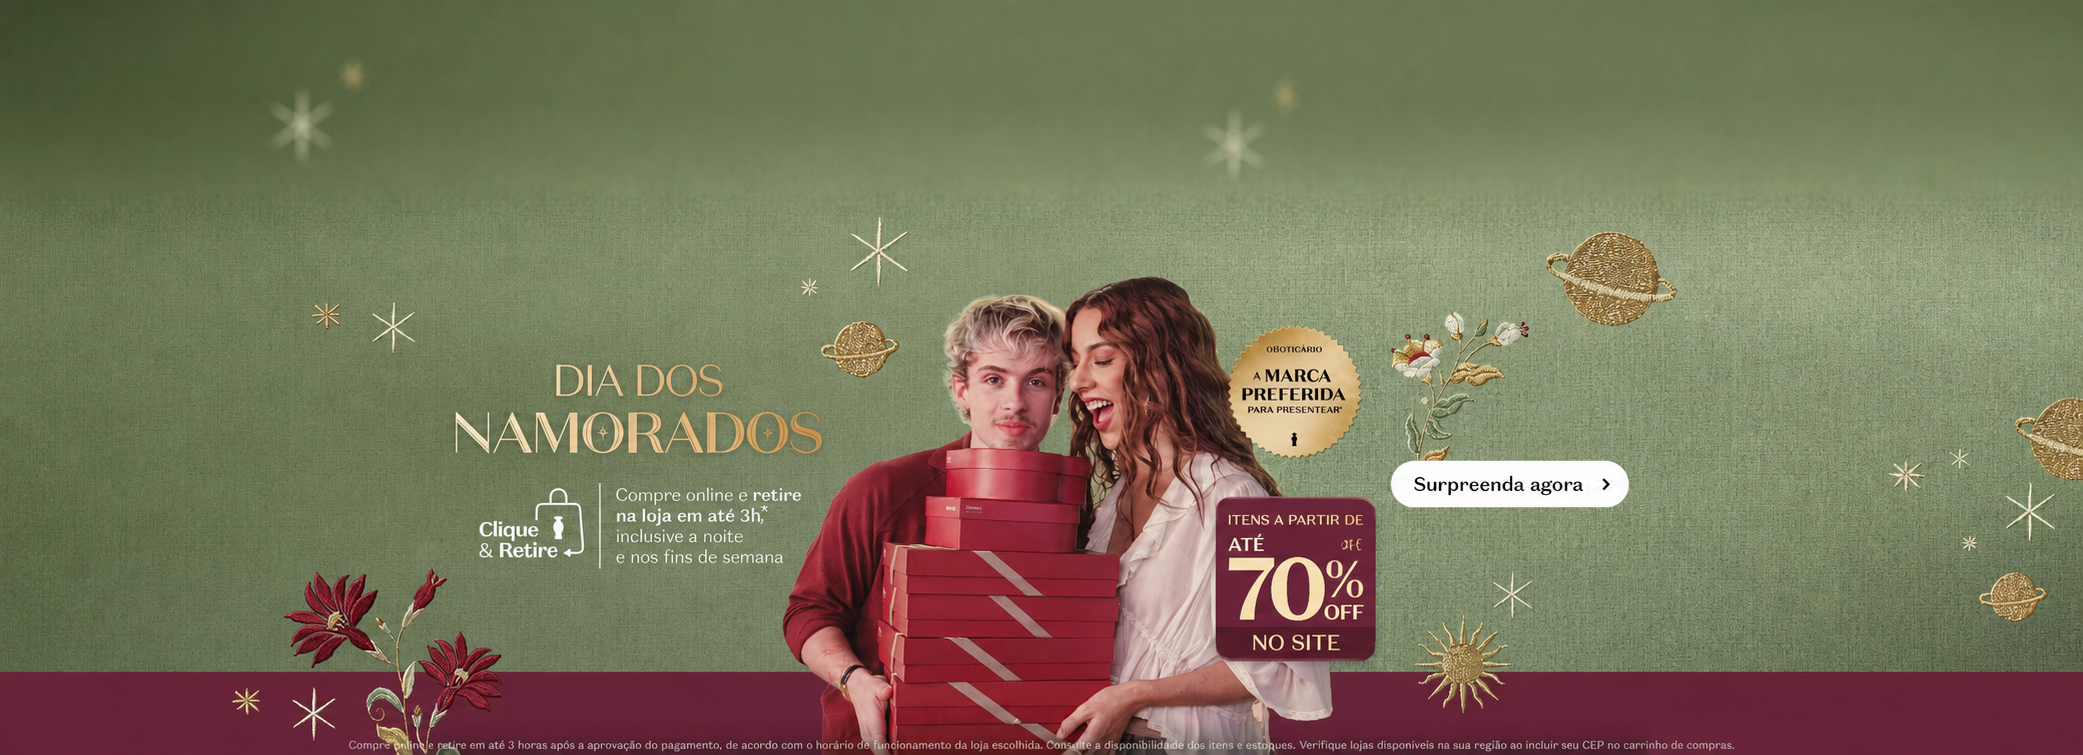 DIA DOS
NAMORADOS
Clique
& Retire
Compre online e retire
na loja em até 3h,*
inclusive a noite
e nos fins de semana
OBOTICÁRIO
A MARCA
PREFERIDA
PARA PRESENTEAR*
Surpreenda agora
ITENS A PARTIR DE
ATÉ
70%
OFF
NO SITE
Compre online e retire em até 3 horas após a aprovação do pagamento, de acordo com o horário de funcionamento da loja escolhida. Consulte a disponibilidade dos itens e estoques. Verifique lojas disponíveis na sua região ao incluir seu CEP no carrinho de compras.